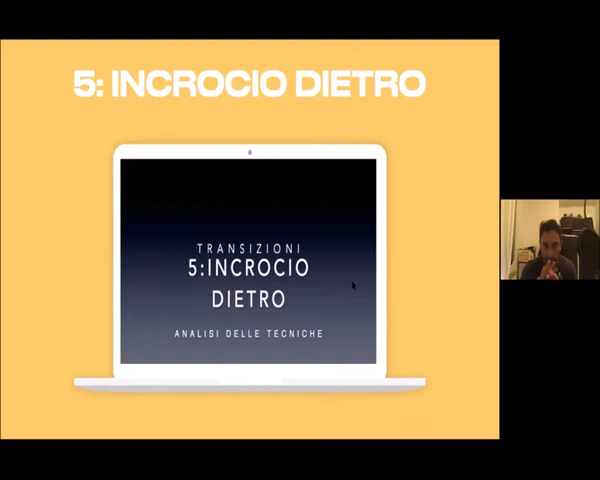 5: INCROCIO DIETRO
TRANSIZIONI
5:INCROCIO
DIETRO
ANALISI DELLE TECNICHE